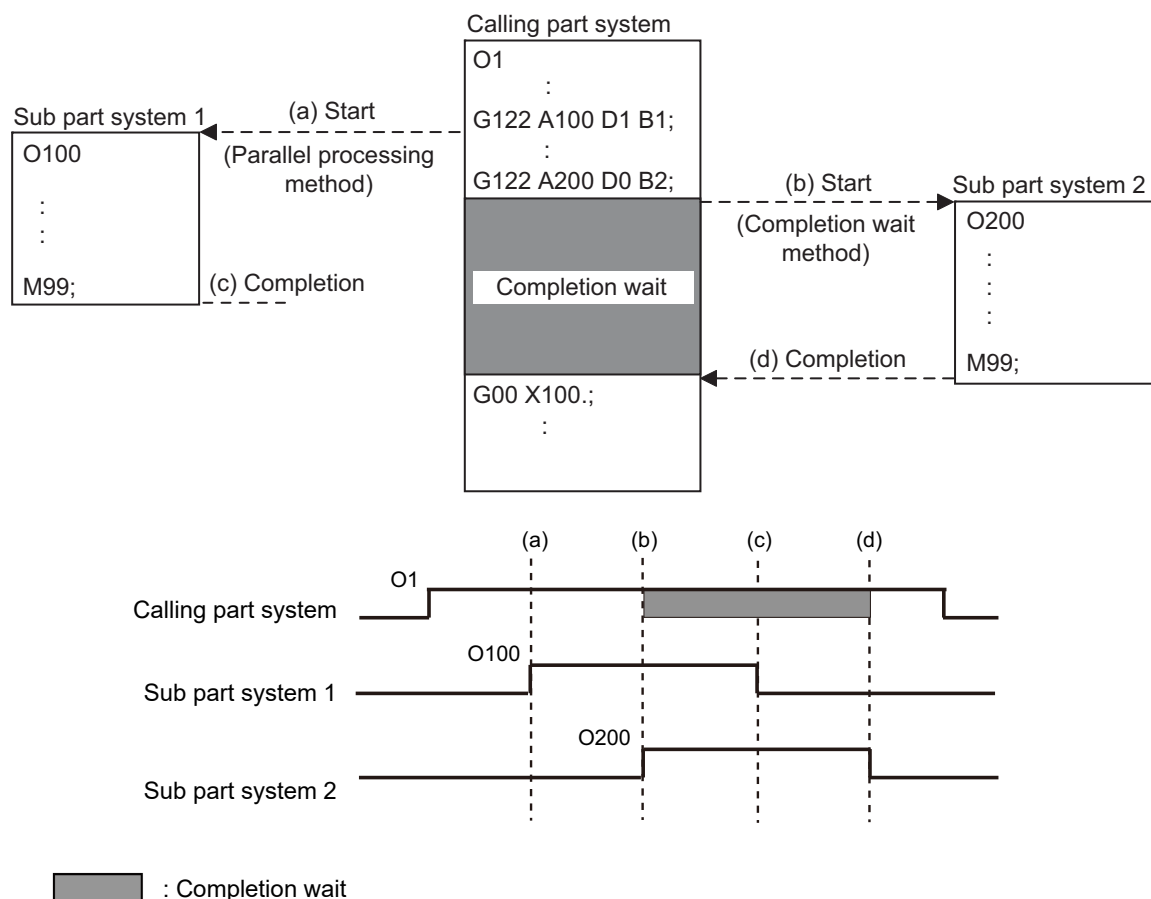 Calling part system
O1
:
G122 A100 D1 B1;
:
G122 A200 D0 B2;
Completion wait
G00 X100.;
:
Sub part system 1
O100
:
:
M99;
(a) Start
(Parallel processing
method)
(c) Completion
(b) Start
(Completion wait
method)
(d) Completion
Sub part system 2
O200
:
:
:
M99;
(a) (b) (c) (d)
O1
Calling part system
O100
Sub part system 1
O200
Sub part system 2
: Completion wait